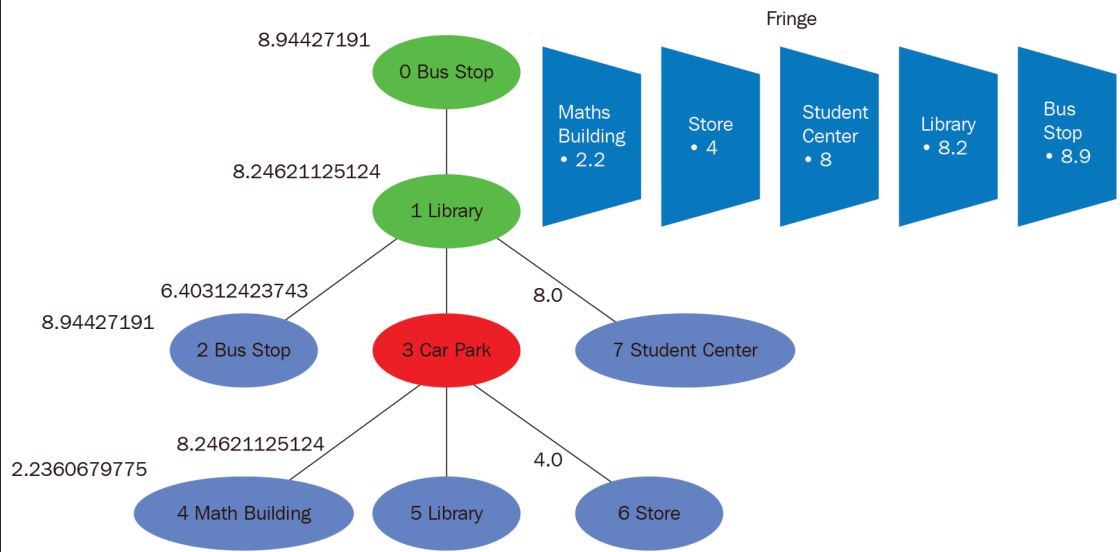 Fringe
8.94427191
0 Bus Stop
Maths
Building
• 2.2
Store
• 4
Student
Center
• 8
Library
• 8.2
Bus
Stop
• 8.9
8.24621125124
1 Library
6.40312423743
8.0
8.94427191
2 Bus Stop
3 Car Park
7 Student Center
8.24621125124
4.0
2.2360679775
4 Math Building
5 Library
6 Store